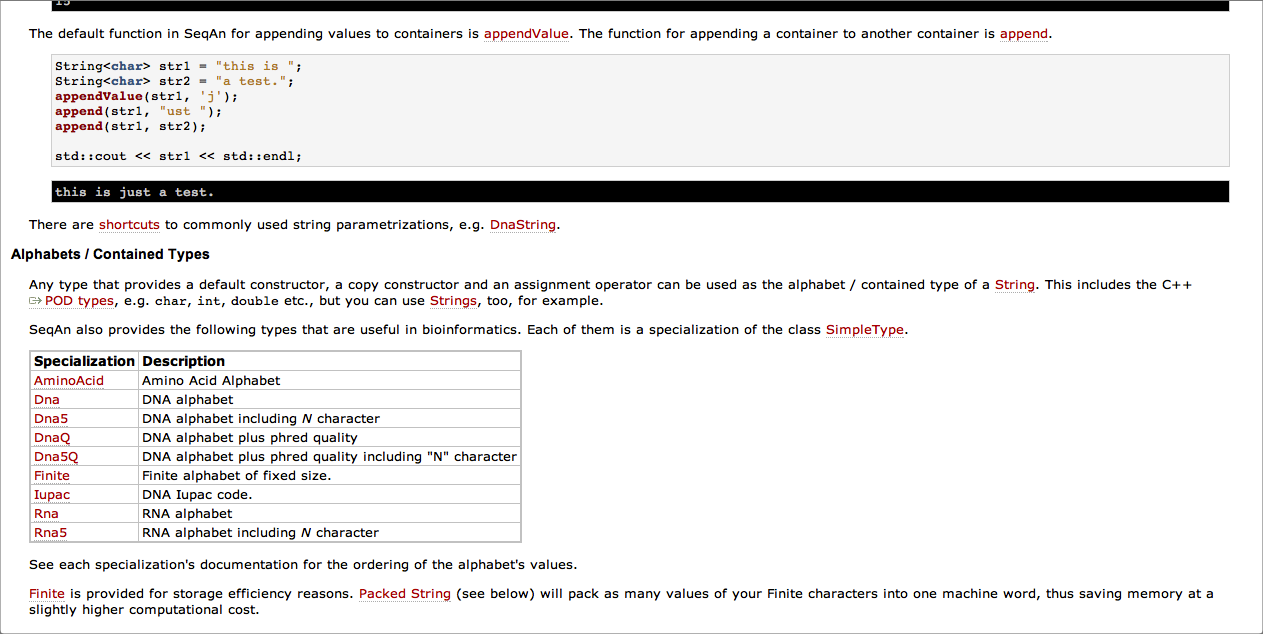 15
The default function in SeqAn for appending values to containers is appendValue. The function for appending a container to another container is append.
String<char> str1 = "this is ";
String<char> str2 = "a test.";
appendValue(str1, 'j');
append(str1, "ust ");
append(str1, str2);
std::cout << str1 << std::endl;
this is just a test.
There are shortcuts to commonly used string parametrizations, e.g. DnaString.
Alphabets / Contained Types
Any type that provides a default constructor, a copy constructor and an assignment operator can be used as the alphabet / contained type of a String. This includes the C++
POD types, e.g. char, int, double etc., but you can use Strings, too, for example.
SeqAn also provides the following types that are useful in bioinformatics. Each of them is a specialization of the class SimpleType.
Specialization Description
AminoAcid Amino Acid Alphabet
Dna DNA alphabet
Dna5 DNA alphabet including N character
DnaQ DNA alphabet plus phred quality
Dna5Q DNA alphabet plus phred quality including "N" character
Finite Finite alphabet of fixed size.
Iupac DNA Iupac code.
Rna RNA alphabet
Rna5 RNA alphabet including N character
See each specialization's documentation for the ordering of the alphabet's values.
Finite is provided for storage efficiency reasons. Packed String (see below) will pack as many values of your Finite characters into one machine word, thus saving memory at a
slightly higher computational cost.